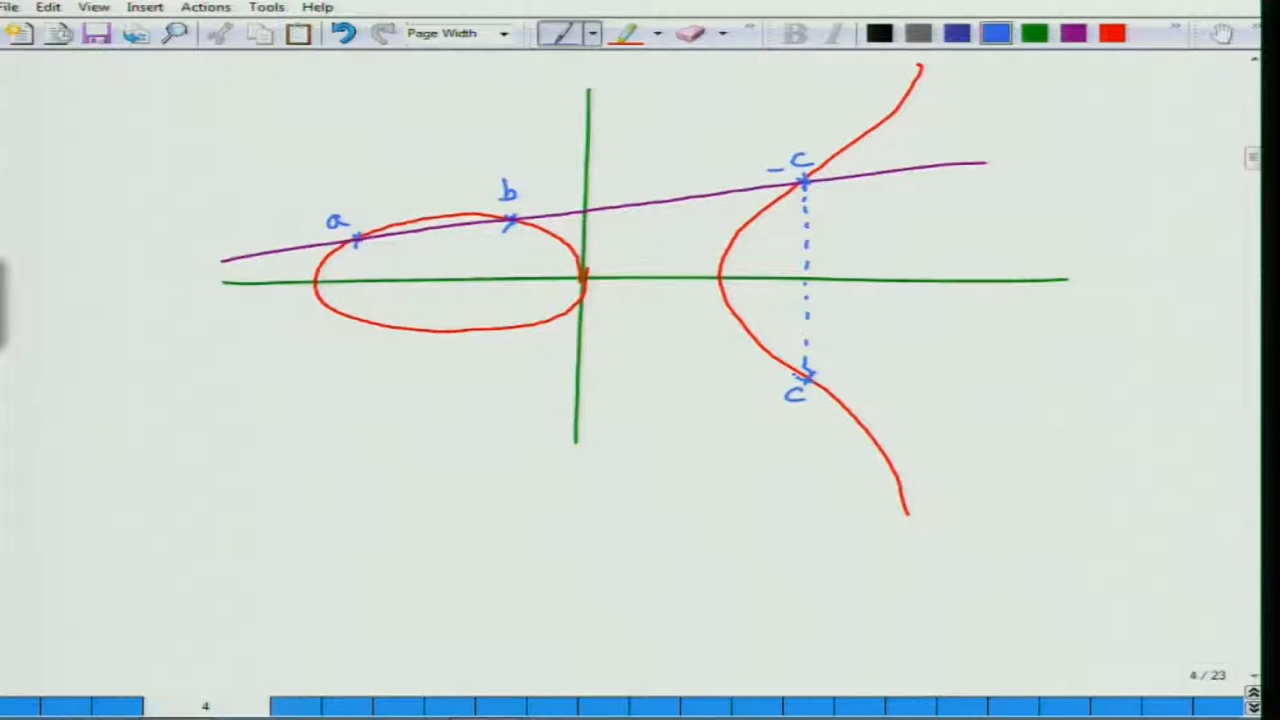 File Edit View Insert Actions Tools Help
Page Width
B I
-c
b
a
c
4 / 23
4